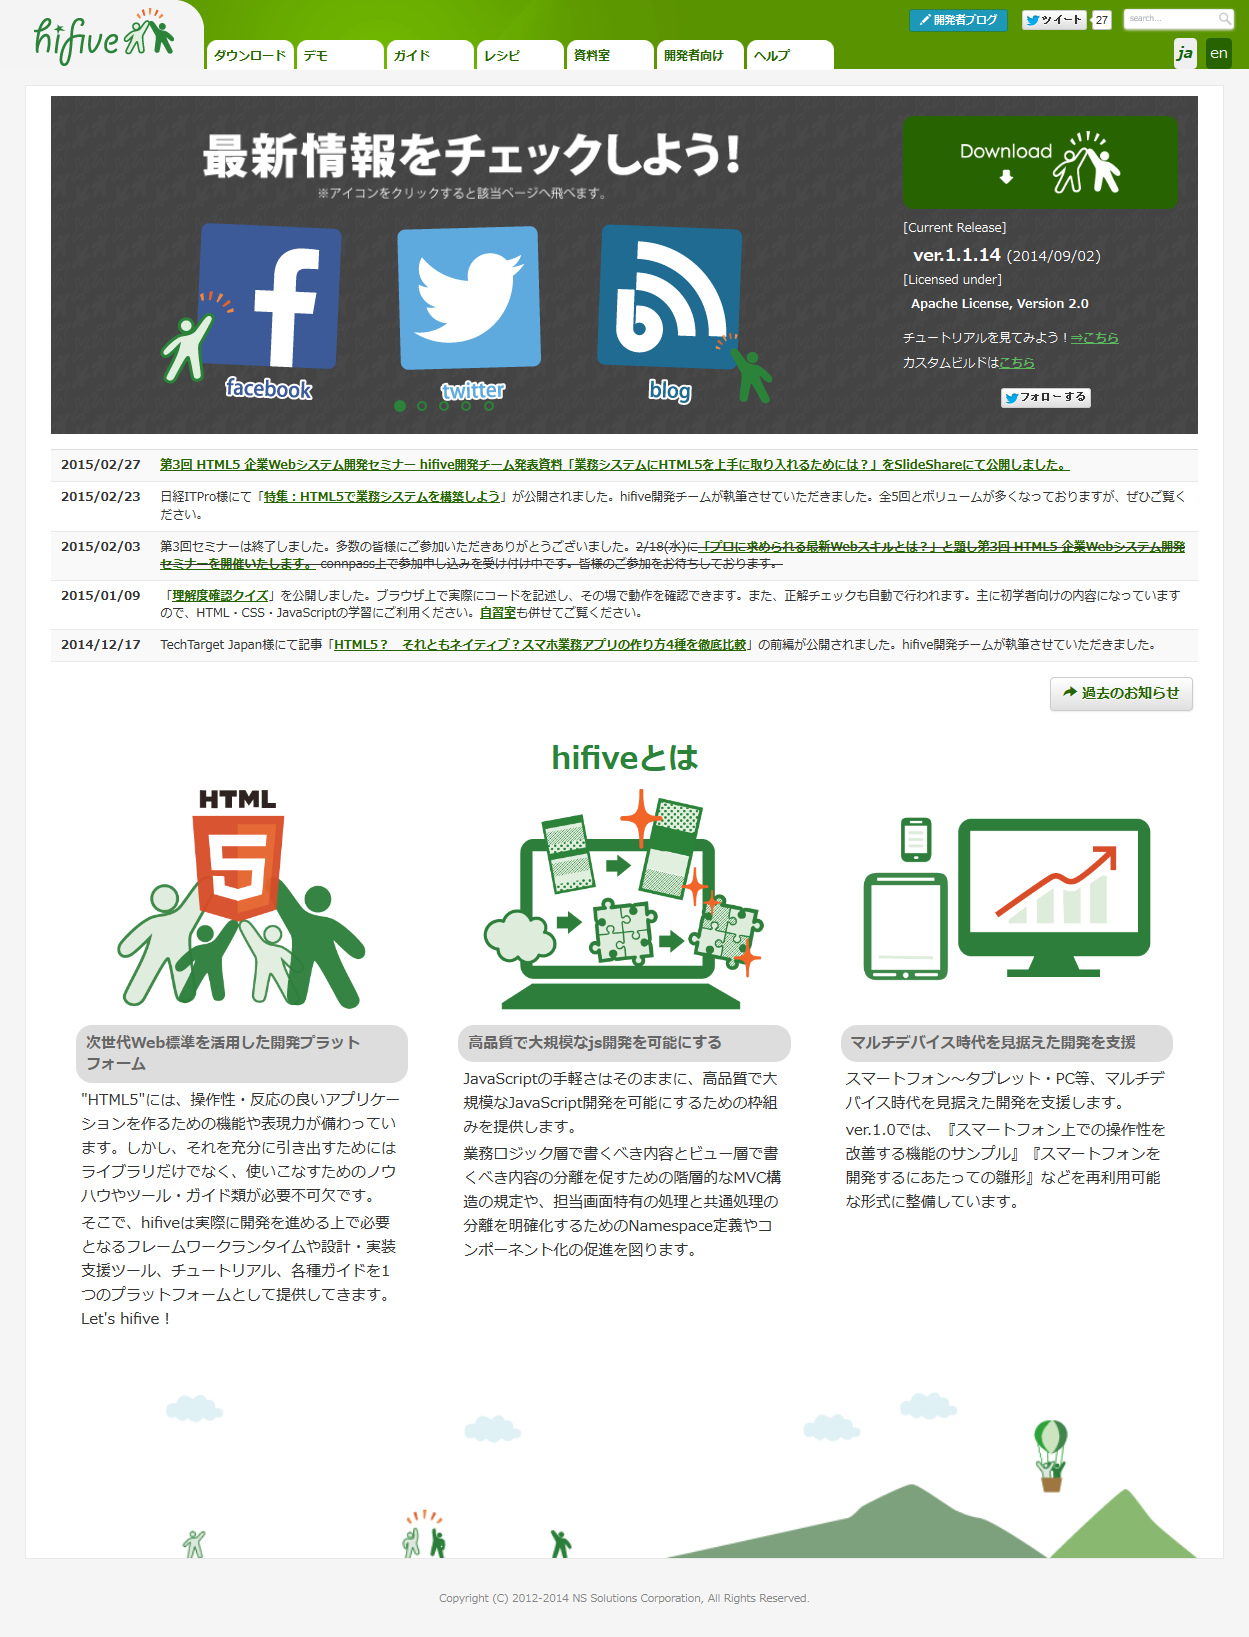 hifive
開発者ブログ
ツイート
27
search...
ダウンロード
デモ
ガイド
レシピ
資料室
開発者向け
ヘルプ
ja
en
最新情報をチェックしよう!
※アイコンをクリックすると該当ページへ飛べます。
facebook
twitter
blog
Download
[Current Release]
ver.1.1.14 (2014/09/02)
[Licensed under]
Apache License, Version 2.0
チュートリアルを見てみよう!⇒こちら
カスタムビルドはこちら
フォローする
2015/02/27 第3回 HTML5 企業Webシステム開発セミナー hifive開発チーム発表資料「業務システムにHTML5を上手に取り入れるためには?」をSlideShareにて公開しました。
2015/02/23 日経ITPro様にて「特集:HTML5で業務システムを構築しよう」が公開されました。hifive開発チームが執筆させていただきました。全5回とボリュームが多くなっておりますが、ぜひご覧く
ださい。
2015/02/03 第3回セミナーは終了しました。多数の皆様にご参加いただきありがとうございました。2/18(水)に「プロに求められる最新Webスキルとは?」と題し第3回 HTML5 企業Webシステム開発
セミナーを開催いたします。 connpass上で参加申し込みを受け付け中です。皆様のご参加をお待ちしております。
2015/01/09 「理解度確認クイズ」を公開しました。ブラウザ上で実際にコードを記述し、その場で動作を確認できます。また、正解チェックも自動で行われます。主に初学者向けの内容になっています
ので、HTML・CSS・JavaScriptの学習にご利用ください。自習室も併せてご覧ください。
2014/12/17 TechTarget Japan様にて記事「HTML5? それともネイティブ?スマホ業務アプリの作り方4種を徹底比較」の前編が公開されました。hifive開発チームが執筆させていただきました。
過去のお知らせ
hifiveとは
HTML
5
次世代Web標準を活用した開発プラット
フォーム
"HTML5"には、操作性・反応の良いアプリケー
ションを作るための機能や表現力が備わってい
ます。しかし、それを充分に引き出すためには
ライブラリだけでなく、使いこなすためのノウ
ハウやツール・ガイド類が必要不可欠です。
そこで、hifiveは実際に開発を進める上で必要
となるフレームワークランタイムや設計・実装
支援ツール、チュートリアル、各種ガイドを1
つのプラットフォームとして提供してきます。
Let's hifive!
高品質で大規模なjs開発を可能にする
JavaScriptの手軽さはそのままに、高品質で大
規模なJavaScript開発を可能にするための枠組
みを提供します。
業務ロジック層で書くべき内容とビュー層で書
くべき内容の分離を促すための階層的なMVC構
造の規定や、担当画面特有の処理と共通処理の
分離を明確化するためのNamespace定義やコ
ンポーネント化の促進を図ります。
マルチデバイス時代を見据えた開発を支援
スマートフォン~タブレット・PC等、マルチデ
バイス時代を見据えた開発を支援します。
ver.1.0では、『スマートフォン上での操作性を
改善する機能のサンプル』『スマートフォンを
開発するにあたっての雛形』などを再利用可能
な形式に整備しています。
Copyright (C) 2012-2014 NS Solutions Corporation, All Rights Reserved.